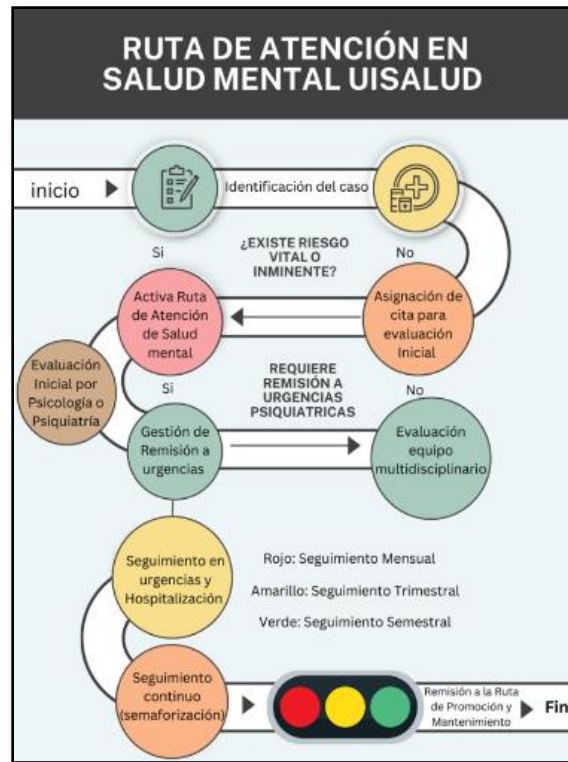 RUTA DE ATENCIÓN EN
SALUD MENTAL UISALUD
inicio
Identificación del caso
Si
¿EXISTE RIESGO
VITAL O
INMINENTE?
No
Activa Ruta
de Atención
de Salud
mental
Asignación de
cita para
evaluación
Inicial
Evaluación
Inicial por
Psicología o
Psiquiatría
Si
REQUIERE
REMISIÓN A
URGENCIAS
PSIQUIATRICAS
No
Gestión de
Remisión a
urgencias
Evaluación
equipo
multidisciplinario
Seguimiento en
urgencias y
Hospitalización
Rojo: Seguimiento Mensual
Amarillo: Seguimiento Trimestral
Verde: Seguimiento Semestral
Seguimiento
continuo
(semaforización)
Remisión a la Ruta
de Promoción y
Mantenimiento
Fin